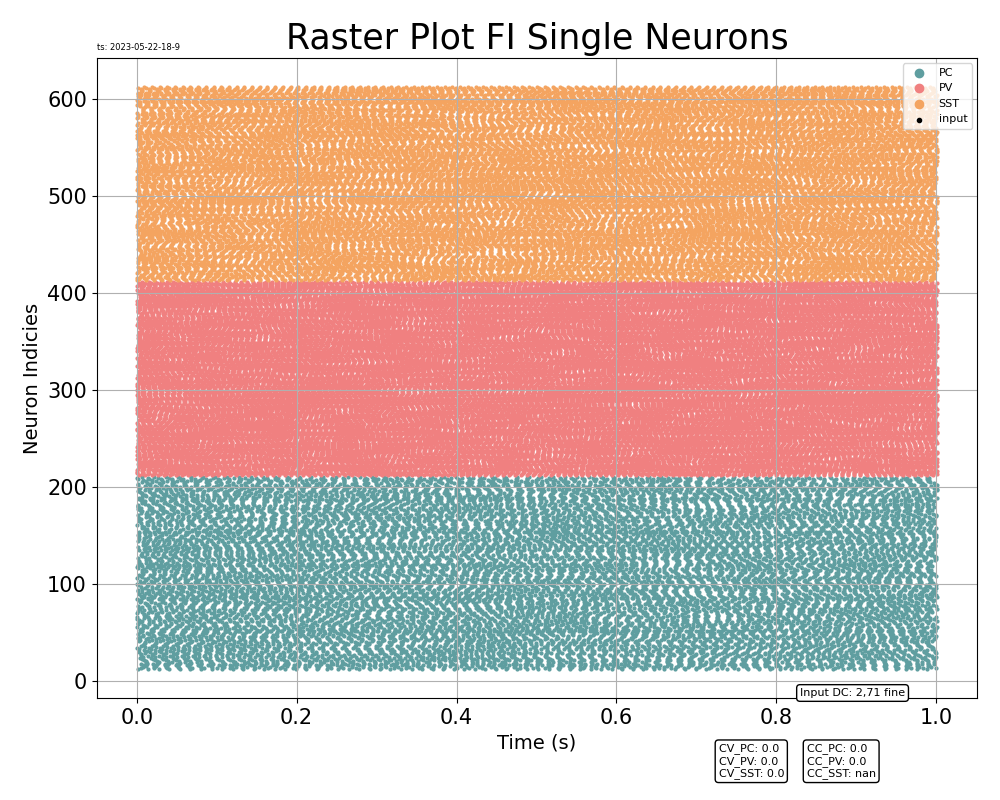 Raster Plot FI Single Neurons
ts: 2023-05-22-18-9
PC
PV
SST
input
600
500
400
300
200
100
0
Neuron Indicies
0.0 0.2 0.4 0.6 0.8 1.0
Time (s)
Input DC: 2,71 fine
CV_PC: 0.0
CV_PV: 0.0
CV_SST: 0.0
CC_PC: 0.0
CC_PV: 0.0
CC_SST: nan